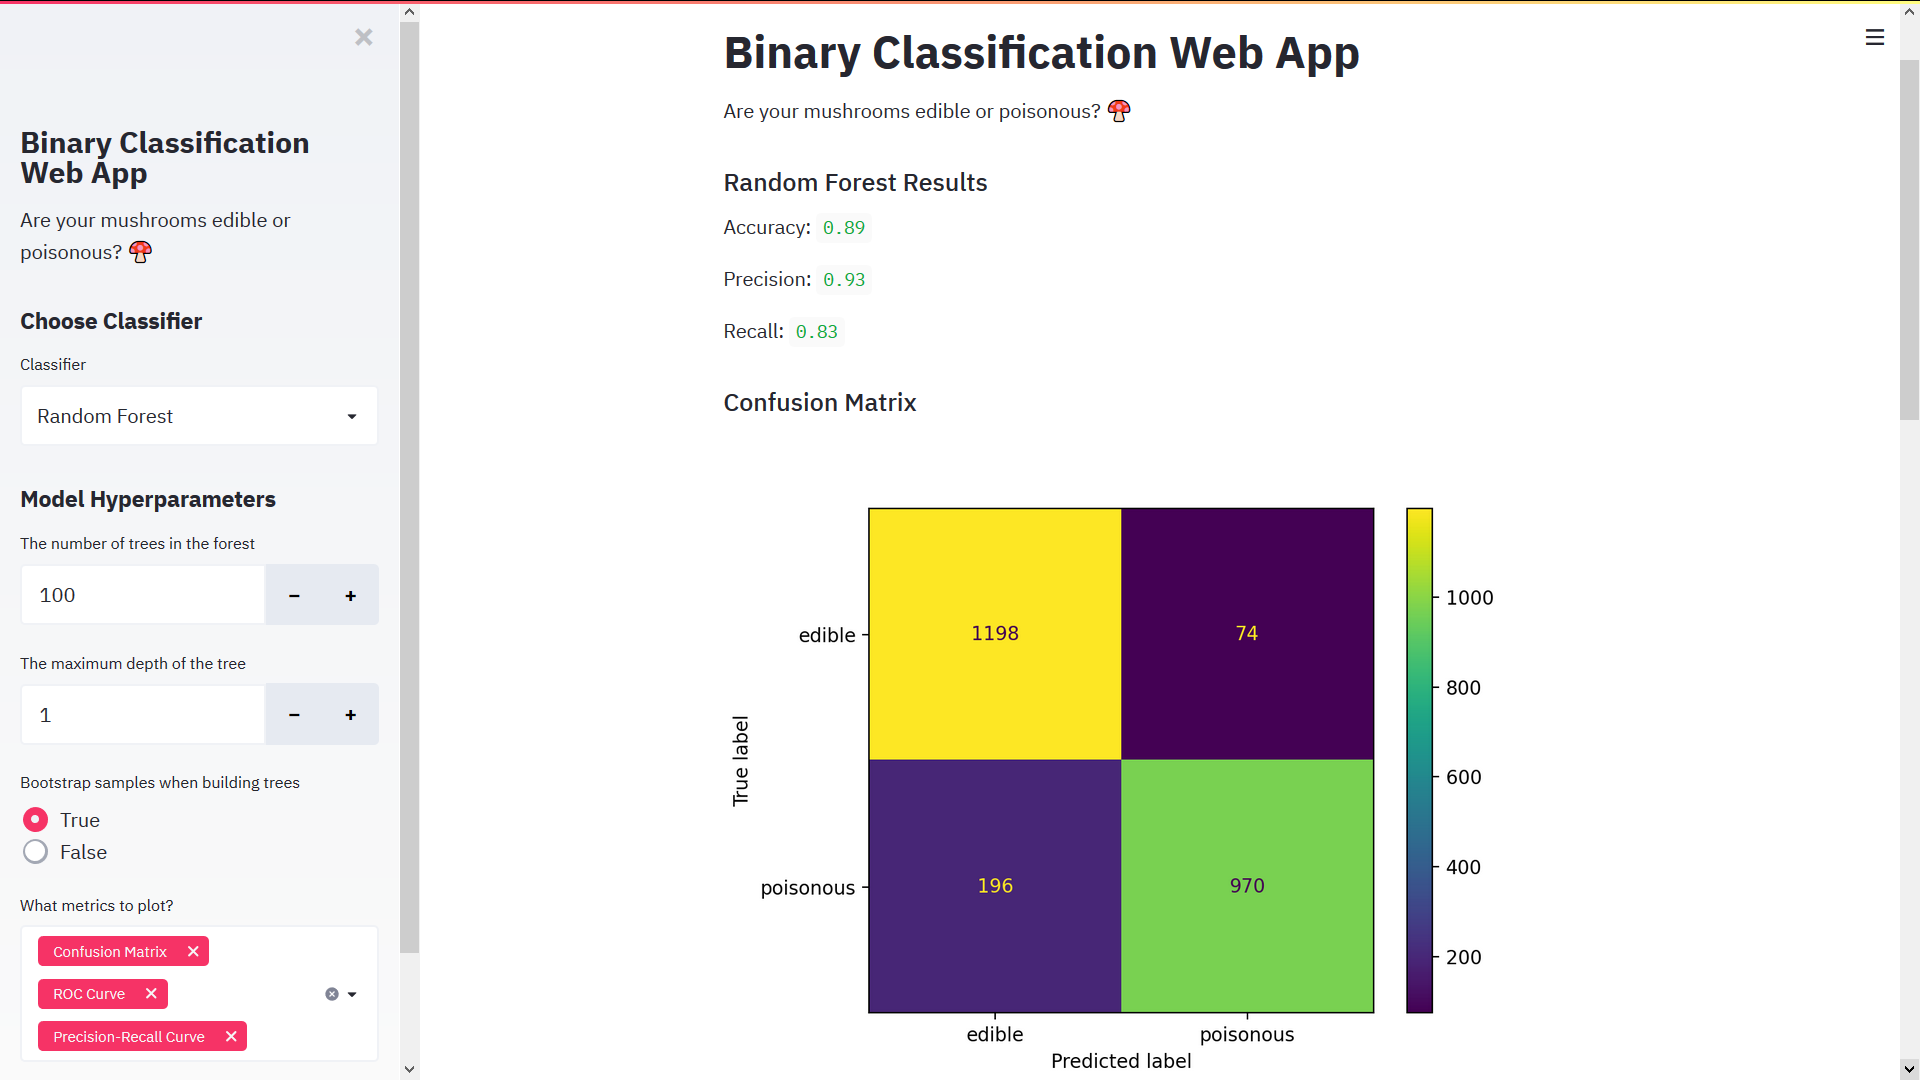 Binary Classification
Web App
Are your mushrooms edible or
poisonous?
Choose Classifier
Classifier
Random Forest
Model Hyperparameters
The number of trees in the forest
100
The maximum depth of the tree
1
Bootstrap samples when building trees
True
False
What metrics to plot?
Confusion Matrix
ROC Curve
Precision-Recall Curve
Binary Classification Web App
Are your mushrooms edible or poisonous?
Random Forest Results
Accuracy: 0.89
Precision: 0.93
Recall: 0.83
Confusion Matrix
True label
edible
1198
74
poisonous
196
970
edible
poisonous
Predicted label
1000
800
600
400
200